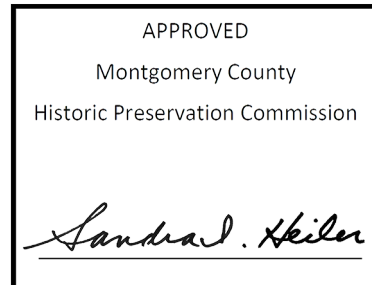 APPROVED
Montgomery County
Historic Preservation Commission
Sandra I. Heiler